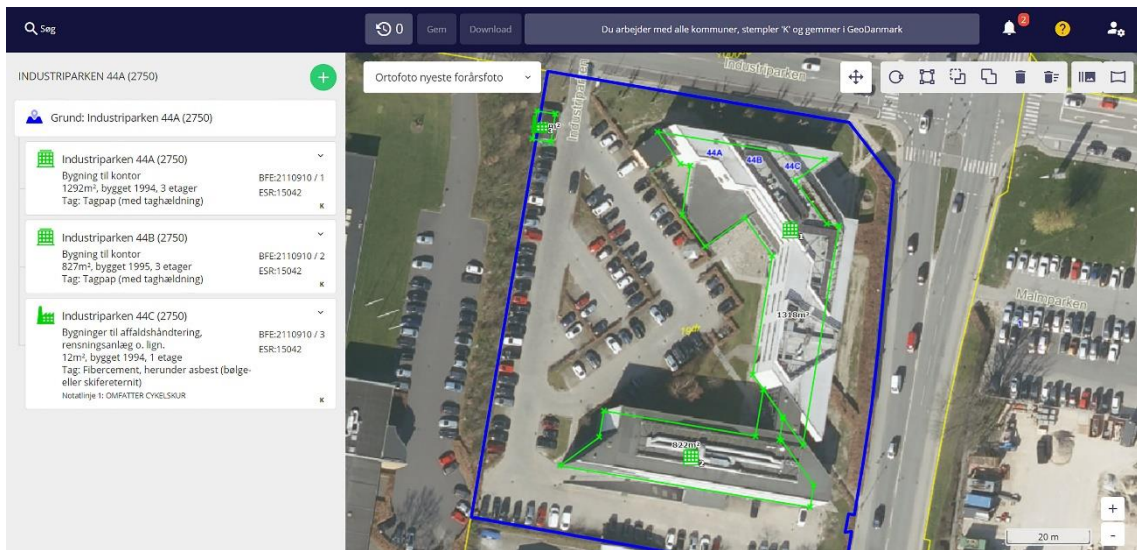 Søg
0
Gem
Download
Du arbejder med alle kommuner, stempler 'K' og gemmer i GeoDanmark
2
?
INDUSTRIPARKEN 44A (2750)
+
Grund: Industriparken 44A (2750)
Industriparken 44A (2750)
Bygning til kontor
1292m², bygget 1994, 3 etager
Tag: Tagpap (med taghældning)
BFE:2110910 / 1
ESR:15042
K
Industriparken 44B (2750)
Bygning til kontor
827m², bygget 1995, 3 etager
Tag: Tagpap (med taghældning)
BFE:2110910 / 2
ESR:15042
K
Industriparken 44C (2750)
Bygninger til affaldshåndtering,
rensningsanlæg o. lign.
12m², bygget 1994, 1 etage
Tag: Fibercement, herunder asbest (bølge-
eller skifereternit)
Notatlinje 1: OMFATTER CYKELSKUR
BFE:2110910 / 3
ESR:15042
K
Ortofoto nyeste forårsfoto
Industriparken
Industriparken
44A
44B
44C
1
1318m²
Malmparken
822m²
2
20 m
+
-